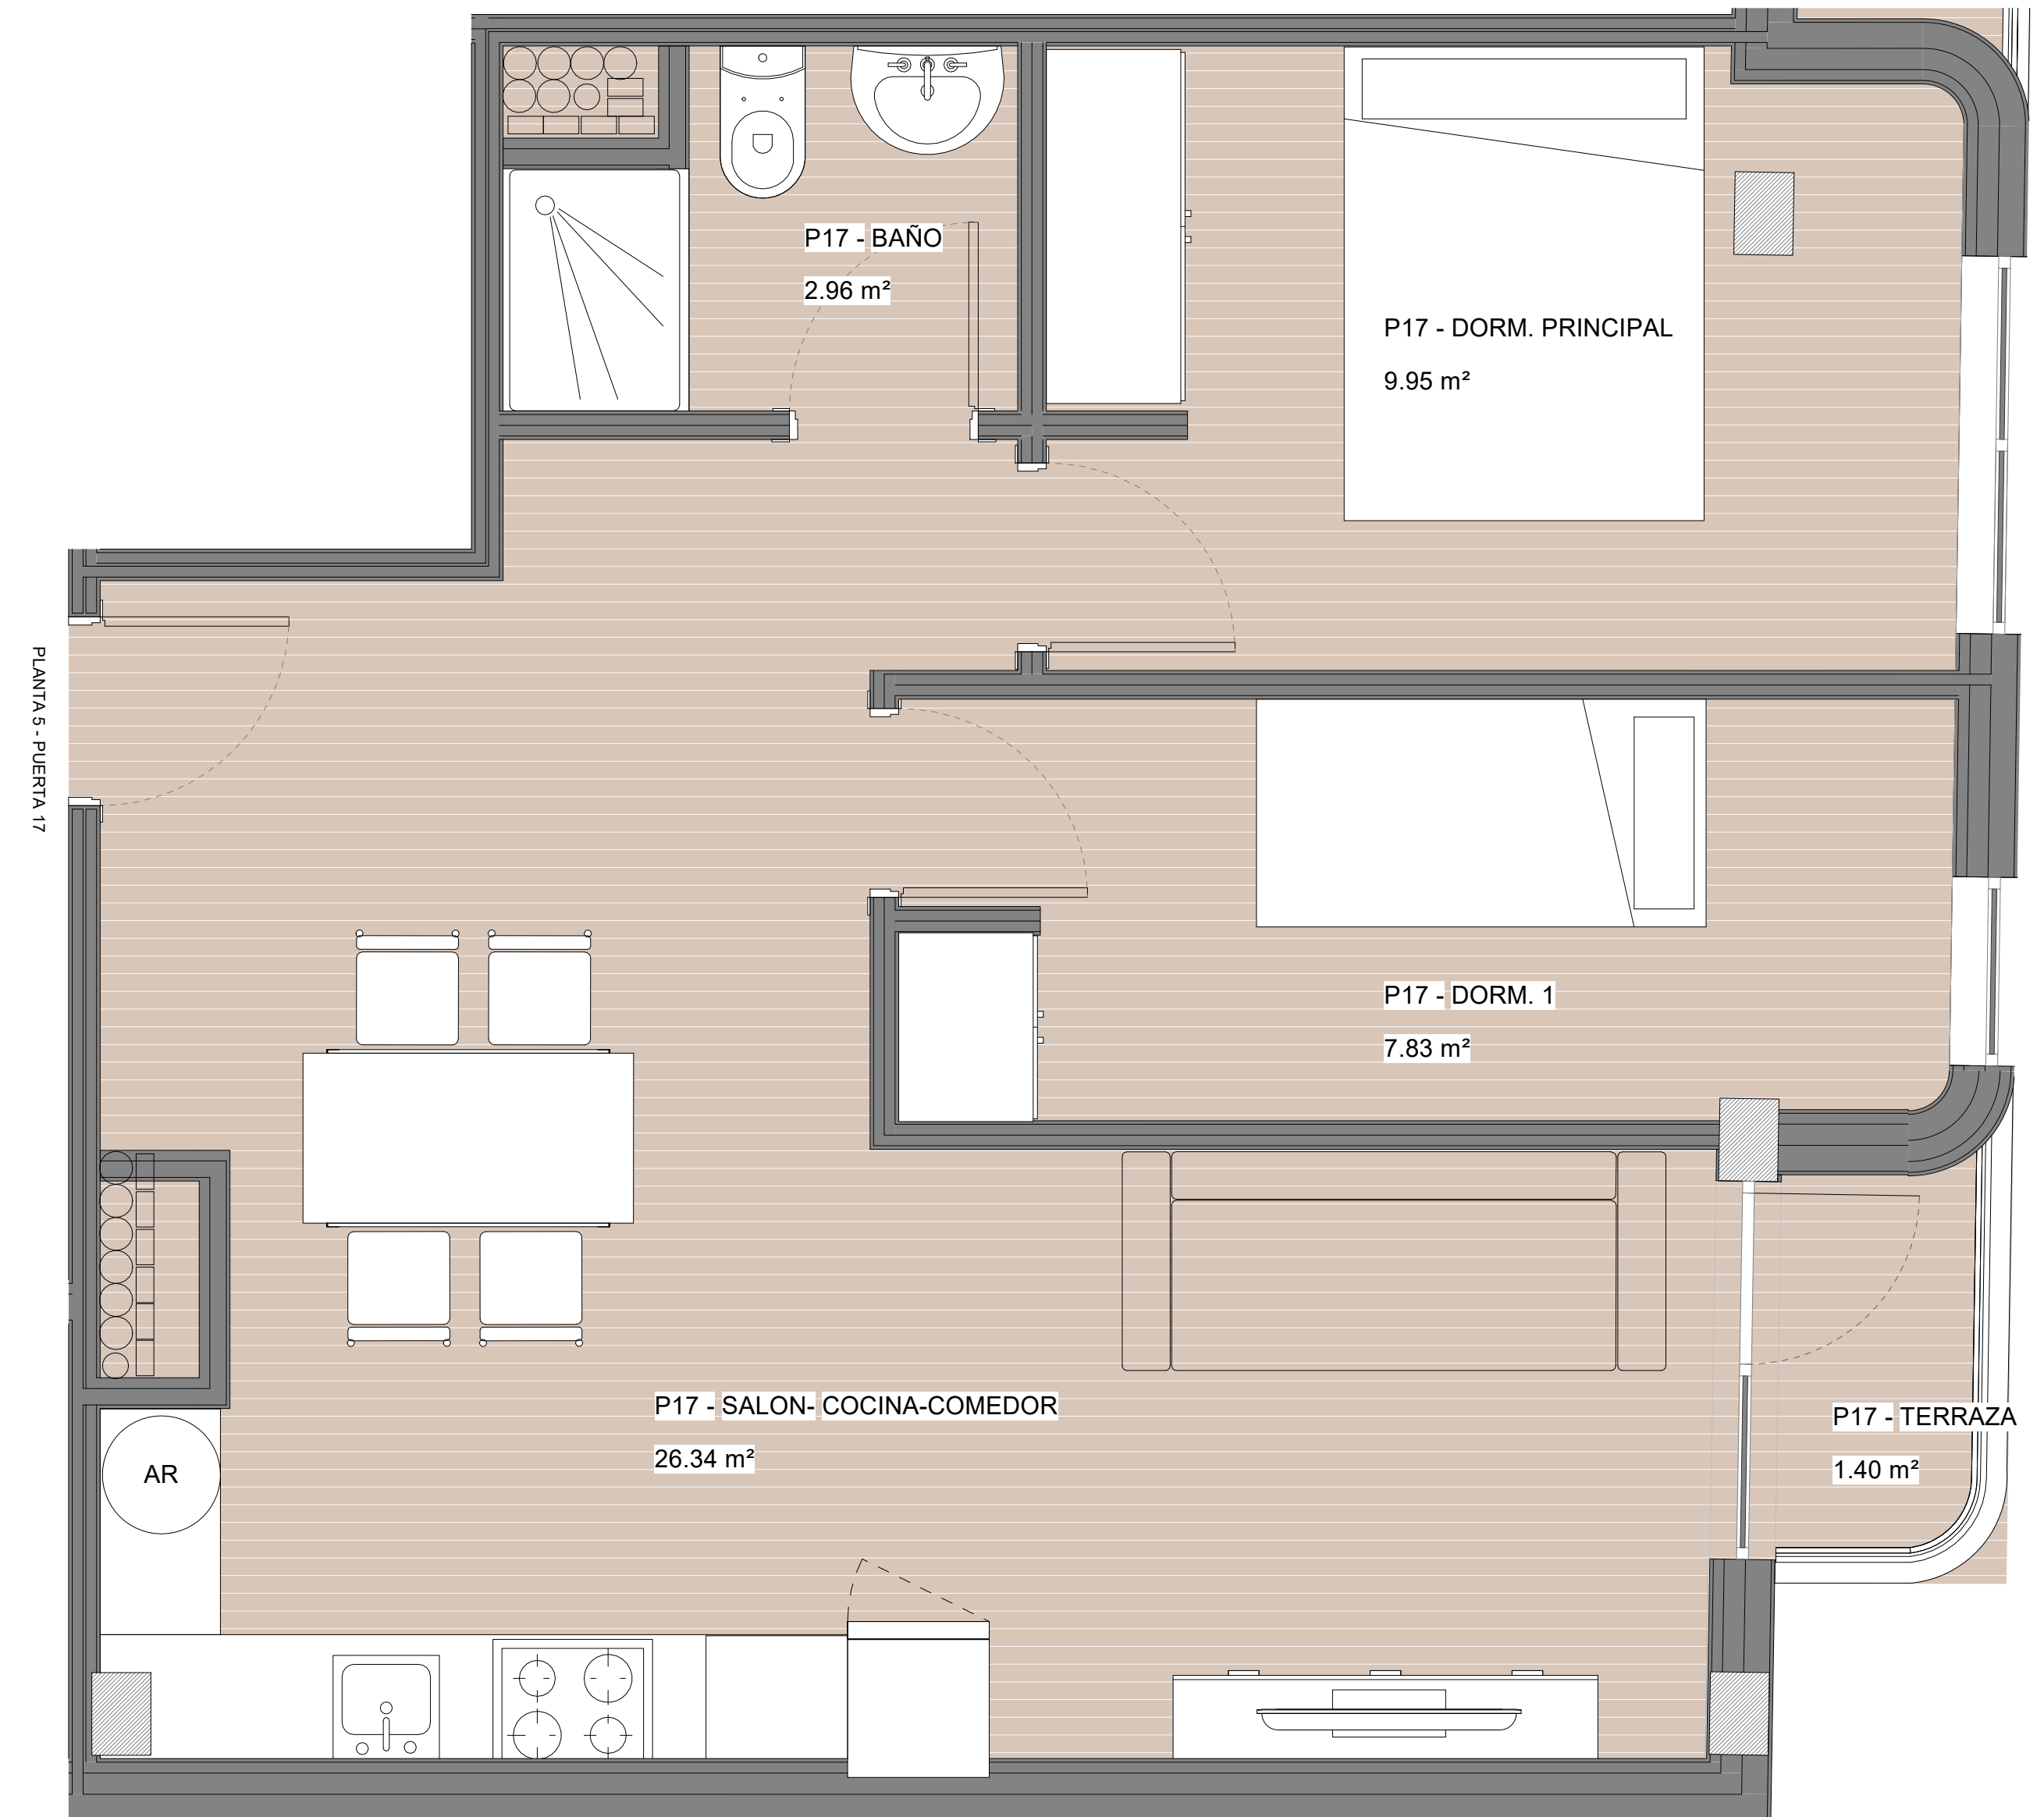 P17 - BAÑO
2.96 m²
P17 - DORM. PRINCIPAL
9.95 m²
PLANTA 5 - PUERTA 17
P17 - DORM. 1
7.83 m²
P17 - SALON- COCINA-COMEDOR
26.34 m²
P17 - TERRAZA
1.40 m²
AR